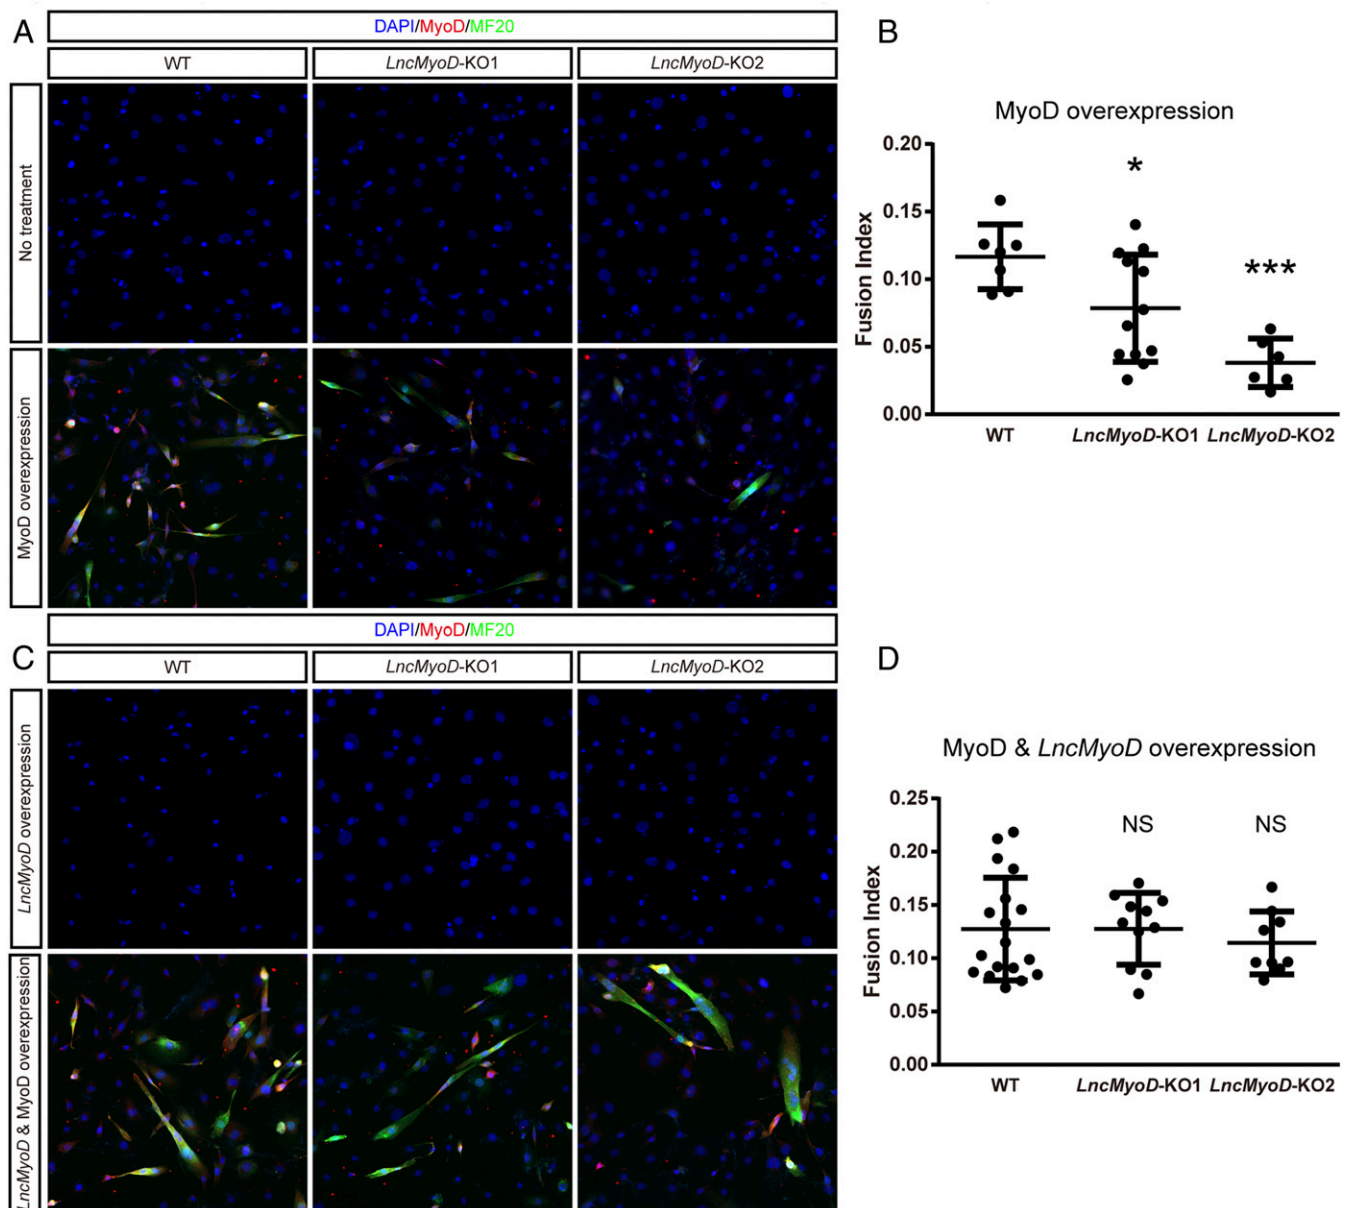 A
DAPI/MyoD/MF20
WT
LncMyoD-KO1
LncMyoD-KO2
No treatment
MyoD overexpression
B
MyoD overexpression
Fusion Index
0.20
0.15
0.10
0.05
0.00
*
***
WT
LncMyoD-KO1
LncMyoD-KO2
C
DAPI/MyoD/MF20
WT
LncMyoD-KO1
LncMyoD-KO2
LncMyoD overexpression
LncMyoD & MyoD overexpression
D
MyoD & LncMyoD overexpression
Fusion Index
0.25
0.20
0.15
0.10
0.05
0.00
NS
NS
WT
LncMyoD-KO1
LncMyoD-KO2